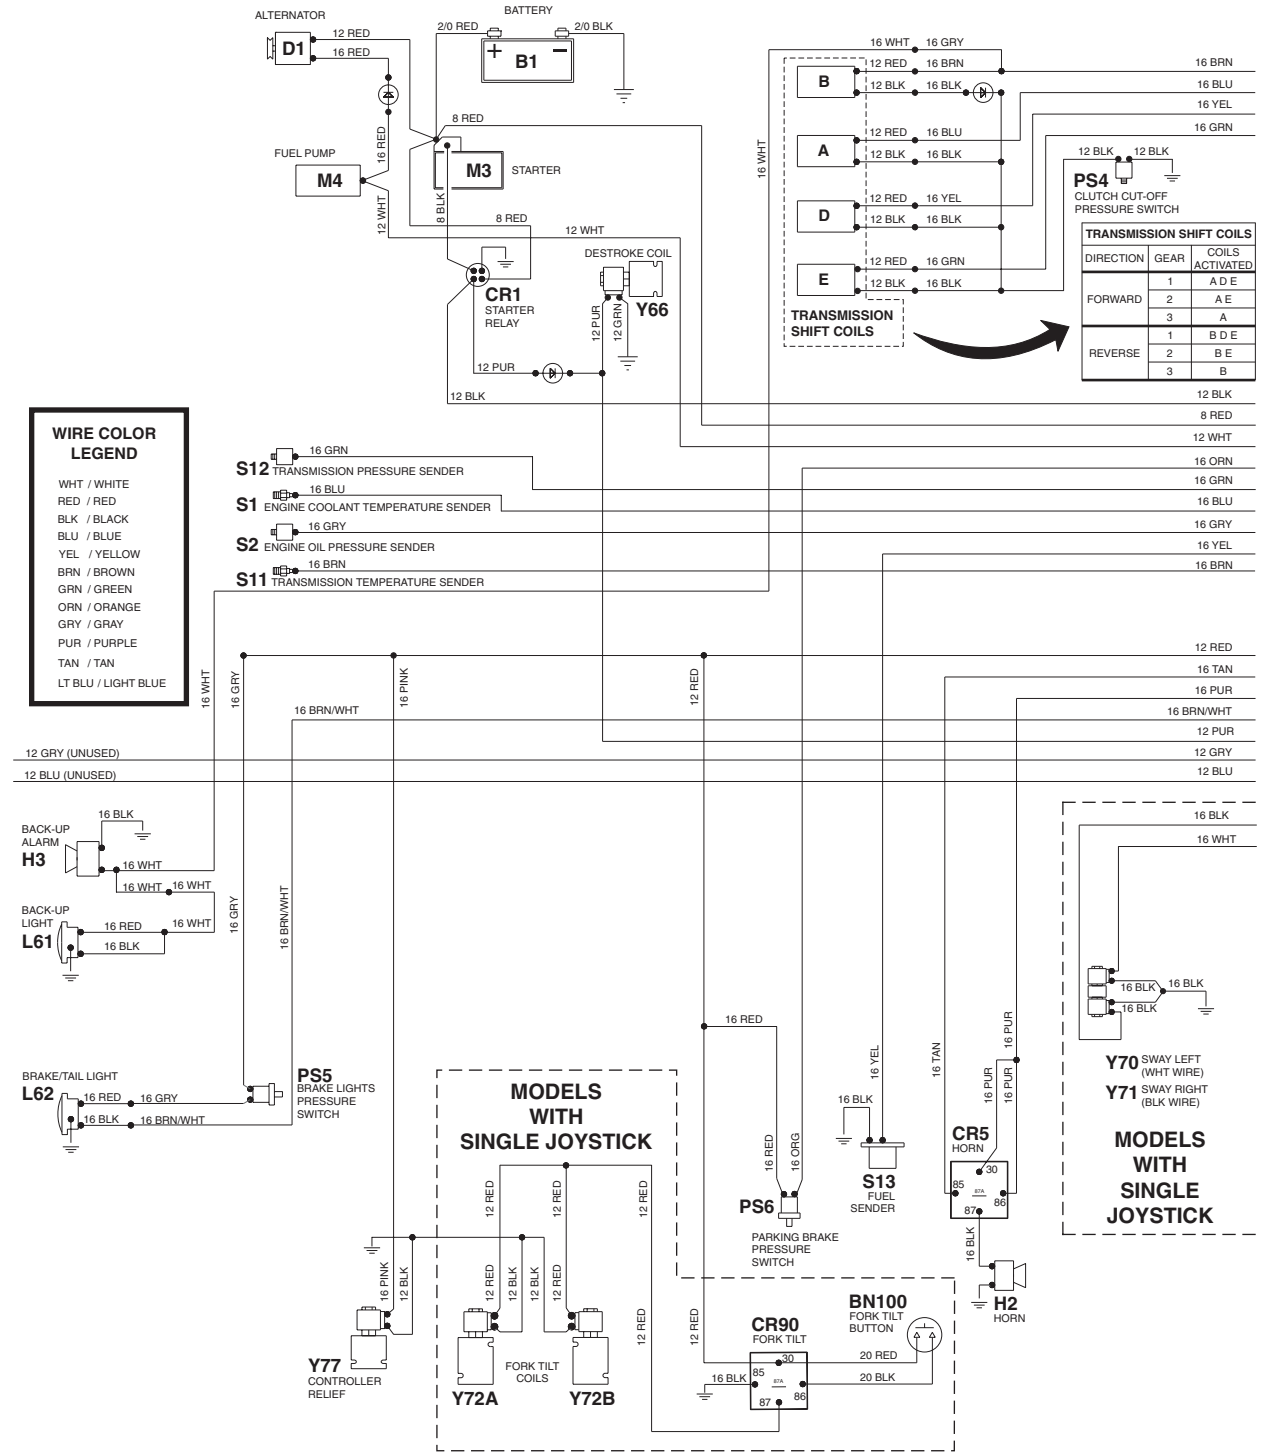 ALTERNATOR
D1
12 RED
16 RED
BATTERY
2/0 RED
2/0 BLK
B1
16 RED
8 RED
FUEL PUMP
M4
M3
STARTER
12 WHT
8 BLK
8 RED
12 WHT
CR1
STARTER
RELAY
DESTROKE COIL
Y66
12 PUR
12 GRN
12 PUR
12 BLK
16 WHT
16 GRY
16 WHT
B
12 RED
16 BRN
12 BLK
16 BLK
A
12 RED
16 BLU
12 BLK
16 BLK
D
12 RED
16 YEL
12 BLK
16 BLK
E
12 RED
16 GRN
12 BLK
16 BLK
TRANSMISSION
SHIFT COILS
16 BRN
16 BLU
16 YEL
16 GRN
12 BLK
12 BLK
PS4
CLUTCH CUT-OFF
PRESSURE SWITCH
TRANSMISSION SHIFT COILS
DIRECTION GEAR COILS ACTIVATED
FORWARD
1 A D E
2 A E
3 A
REVERSE
1 B D E
2 B E
3 B
12 BLK
8 RED
12 WHT
16 ORN
16 GRN
16 BLU
16 GRY
16 YEL
16 BRN
WIRE COLOR
LEGEND
WHT / WHITE
RED / RED
BLK / BLACK
BLU / BLUE
YEL / YELLOW
BRN / BROWN
GRN / GREEN
ORN / ORANGE
GRY / GRAY
PUR / PURPLE
TAN / TAN
LT BLU / LIGHT BLUE
16 GRN
S12 TRANSMISSION PRESSURE SENDER
16 BLU
S1 ENGINE COOLANT TEMPERATURE SENDER
16 GRY
S2 ENGINE OIL PRESSURE SENDER
16 BRN
S11 TRANSMISSION TEMPERATURE SENDER
16 WHT
16 GRY
16 PINK
12 RED
12 RED
16 TAN
16 PUR
16 BRN/WHT
16 BRN/WHT
12 PUR
12 GRY (UNUSED)
12 GRY
12 BLU (UNUSED)
12 BLU
BACK-UP
ALARM
H3
16 BLK
16 WHT
16 WHT
16 WHT
BACK-UP
LIGHT
L61
16 RED
16 WHT
16 BLK
16 GRY
16 BRN/WHT
BRAKE/TAIL LIGHT
L62
16 RED
16 GRY
16 BLK
16 BRN/WHT
PS5
BRAKE LIGHTS
PRESSURE
SWITCH
MODELS
WITH
SINGLE JOYSTICK
12 RED
12 RED
12 RED
16 PINK
12 BLK
12 RED
12 BLK
12 BLK
12 RED
Y77
CONTROLLER
RELIEF
Y72A
FORK TILT
COILS
Y72B
12 RED
12 RED
16 RED
16 RED
16 ORG
PS6
PARKING BRAKE
PRESSURE
SWITCH
CR90
FORK TILT
30
85
87A
86
87
16 BLK
BN100
FORK TILT
BUTTON
20 RED
20 BLK
16 YEL
16 BLK
S13
FUEL
SENDER
16 TAN
16 PUR
16 PUR
16 PUR
CR5
HORN
30
85
87A
86
87
16 BLK
H2
HORN
16 BLK
16 WHT
16 BLK
16 BLK
16 BLK
Y70 SWAY LEFT
(WHT WIRE)
Y71 SWAY RIGHT
(BLK WIRE)
MODELS
WITH
SINGLE
JOYSTICK